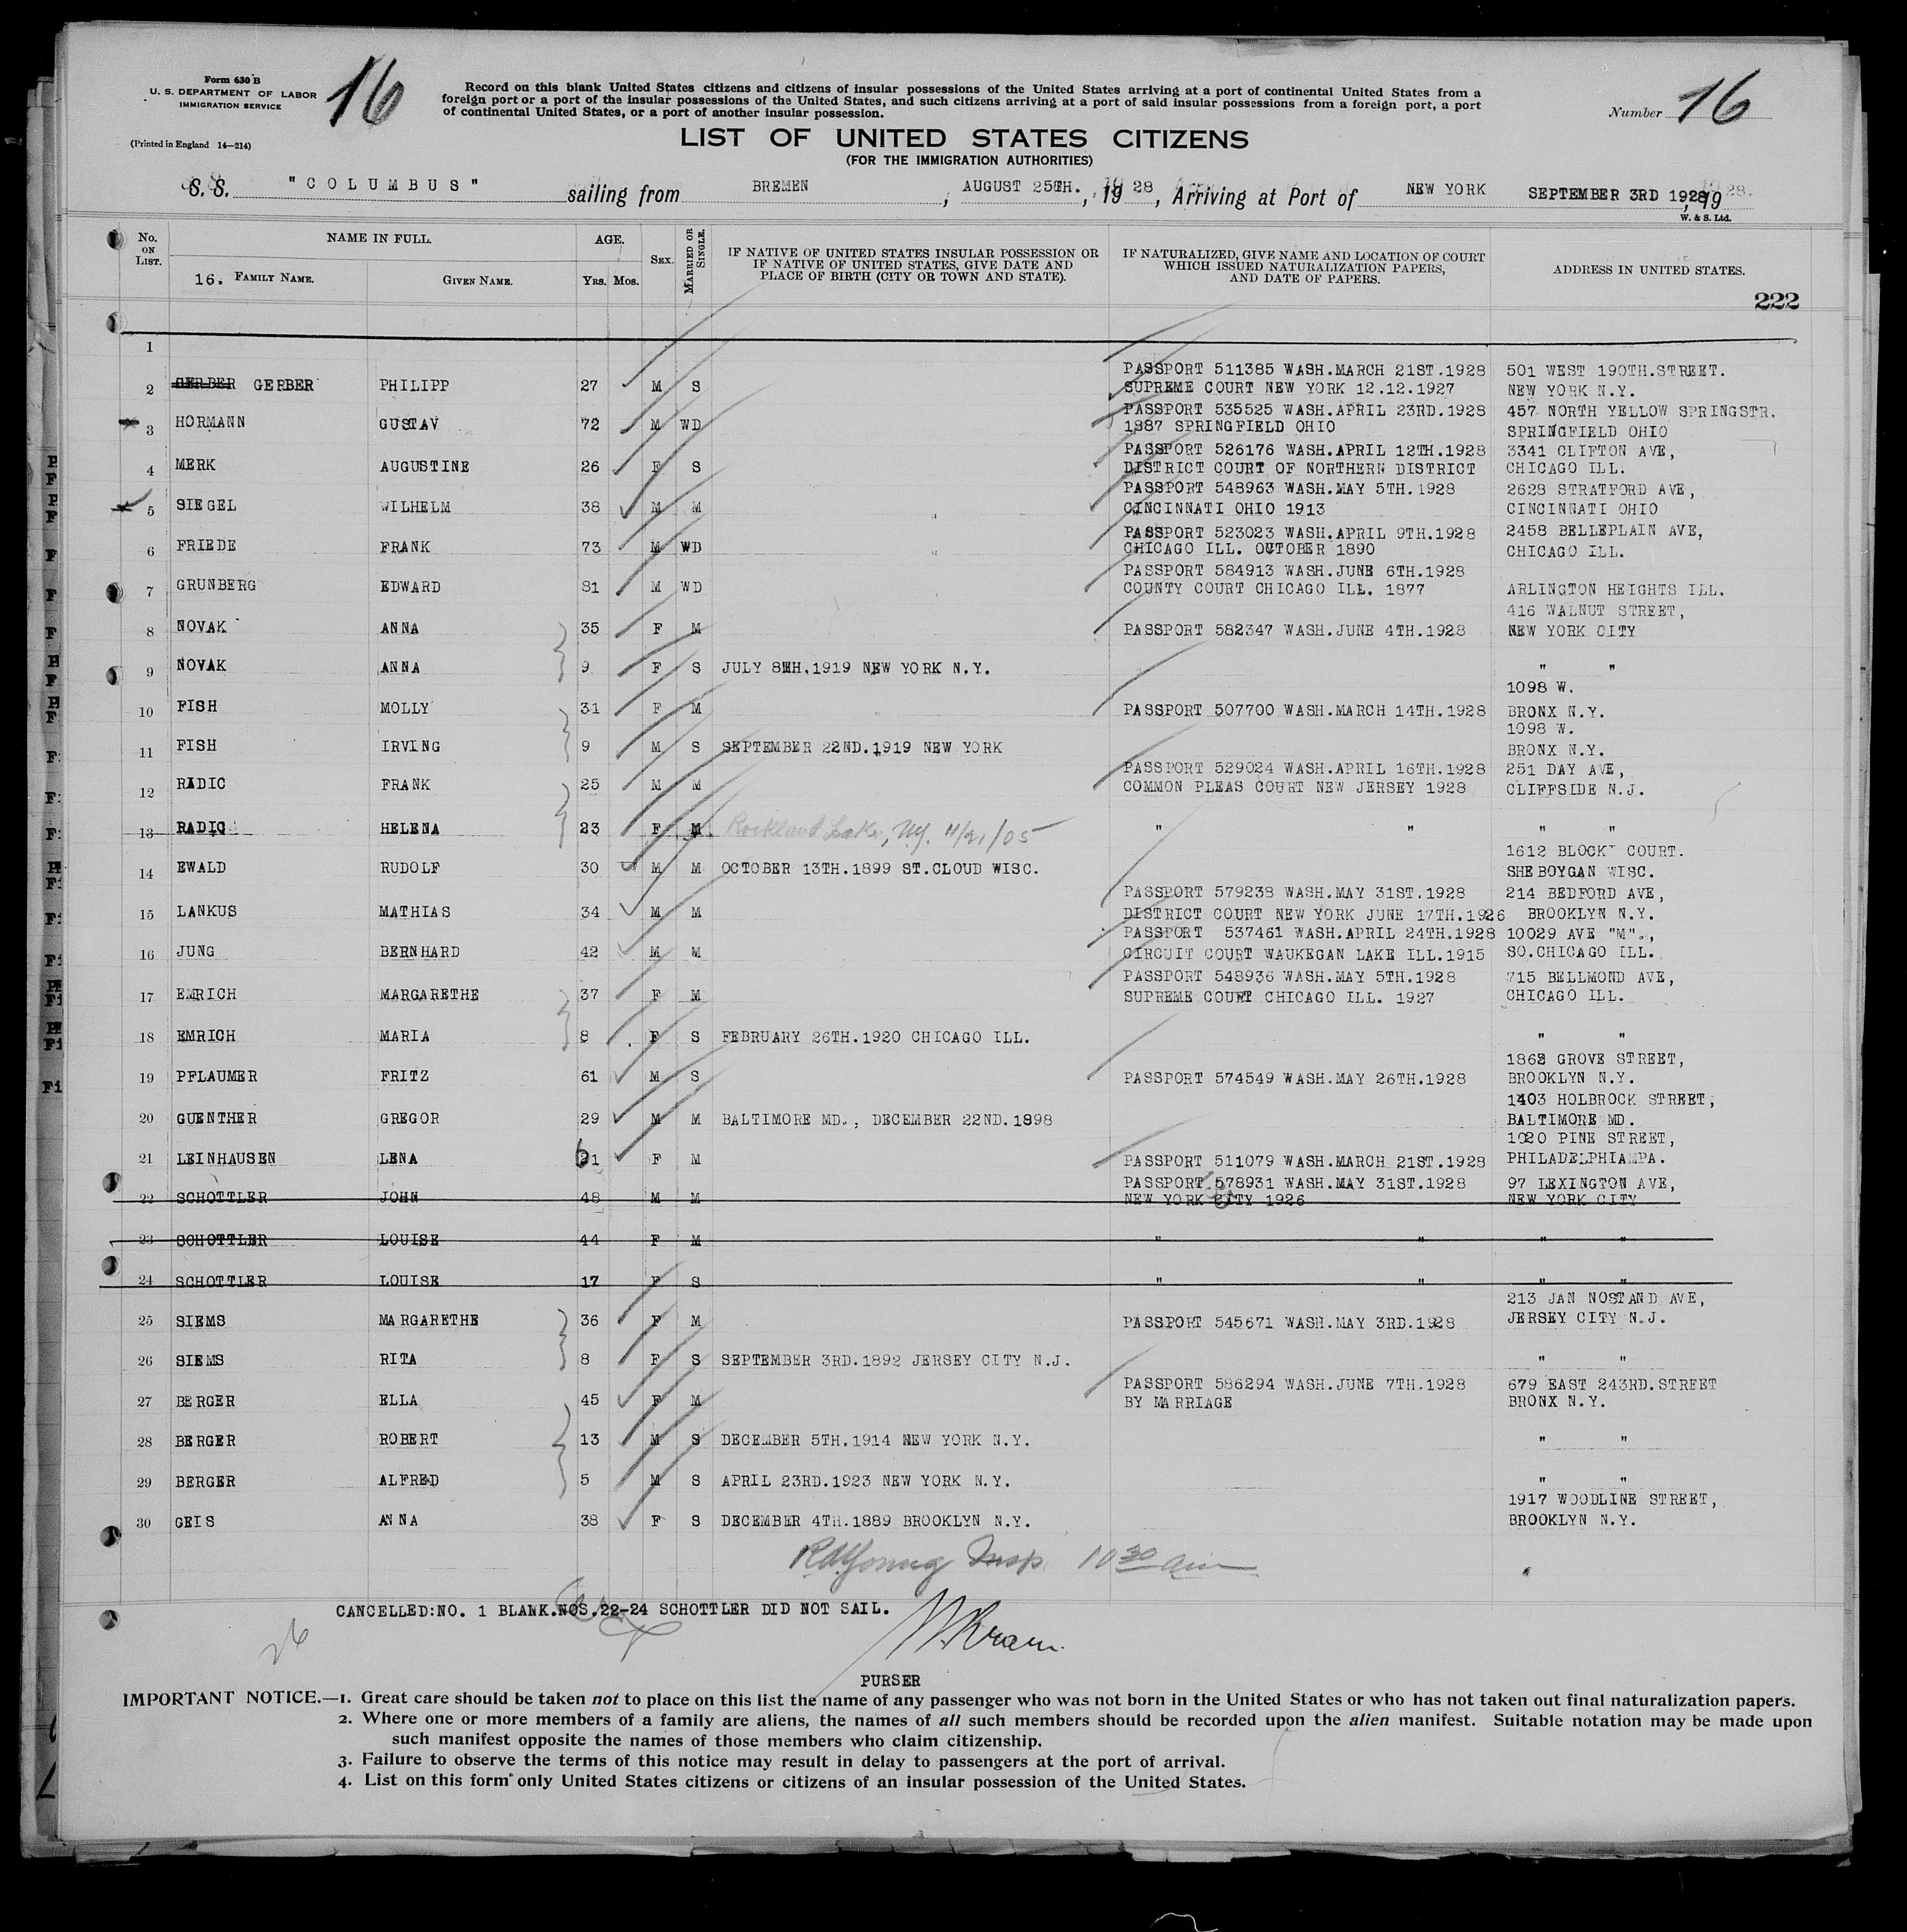 Form 630 B
U. S. DEPARTMENT OF LABOR
IMMIGRATION SERVICE
(Printed in England 14—214)
16
Record on this blank United States citizens and citizens of insular possessions of the United States arriving at a port of continental United States from a
foreign port or a port of the insular possessions of the United States, and such citizens arriving at a port of said insular possessions from a foreign port, a port
of continental United States, or a port of another insular possession.
Number 16
LIST OF UNITED STATES CITIZENS
(FOR THE IMMIGRATION AUTHORITIES)
S. S. "COLUMBUS" sailing from BREMEN, AUGUST 25TH., 1928, Arriving at Port of NEW YORK SEPTEMBER 3RD 1928, 19
W. & S. Ltd.
No. ON LIST. NAME IN FULL. AGE. SEX. MARRIED OR SINGLE. IF NATIVE OF UNITED STATES INSULAR POSSESSION OR IF NATIVE OF UNITED STATES, GIVE DATE AND PLACE OF BIRTH (CITY OR TOWN AND STATE). IF NATURALIZED, GIVE NAME AND LOCATION OF COURT WHICH ISSUED NATURALIZATION PAPERS, AND DATE OF PAPERS. ADDRESS IN UNITED STATES.
16. FAMILY NAME. GIVEN NAME. Yrs. Mos.
222
1
PASSPORT 511385 WASH.MARCH 21ST.1928 501 WEST 190TH.STREET.
2 GERBER GERBER PHILIPP 27 M S SUPREME COURT NEW YORK 12.12.1927 NEW YORK N.Y.
PASSPORT 535525 WASH.APRIL 23RD.1928 457 NORTH YELLOW SPRINGSTR.
3 HORMANN GUSTAV 72 M WD 1887 SPRINGFIELD OHIO SPRINGFIELD OHIO
PASSPORT 526176 WASH.APRIL 12TH.1928 3341 CLIFTON AVE,
4 MERK AUGUSTINE 26 F S DISTRICT COURT OF NORTHERN DISTRICT CHICAGO ILL.
PASSPORT 548963 WASH.MAY 5TH.1928 2628 STRATFORD AVE,
5 SIEGEL WILHELM 38 M M CINCINNATI OHIO 1913 CINCINNATI OHIO
PASSPORT 523023 WASH.APRIL 9TH.1928 2458 BELLEPLAIN AVE,
6 FRIEDE FRANK 73 M WD CHICAGO ILL. OCTOBER 1890 CHICAGO ILL.
PASSPORT 584913 WASH.JUNE 6TH.1928
7 GRUNBERG EDWARD 81 M WD COUNTY COURT CHICAGO ILL. 1877 ARLINGTON HEIGHTS ILL.
416 WALNUT STREET,
8 NOVAK ANNA 35 F M PASSPORT 582347 WASH.JUNE 4TH.1928 NEW YORK CITY
9 NOVAK ANNA 9 F S JULY 8TH.1919 NEW YORK N.Y. " "
1098 W.
10 FISH MOLLY 31 F M PASSPORT 507700 WASH.MARCH 14TH.1928 BRONX N.Y.
1098 W.
11 FISH IRVING 9 M S SEPTEMBER 22ND.1919 NEW YORK BRONX N.Y.
PASSPORT 529024 WASH.APRIL 16TH.1928 251 DAY AVE,
12 RADIC FRANK 25 M M COMMON PLEAS COURT NEW JERSEY 1928 CLIFFSIDE N.J.
13 RADIC HELENA 23 F M Rockland Lake, N.Y. 11/21/05 " " " "
1612 BLOCK COURT.
14 EWALD RUDOLF 30 M M OCTOBER 13TH.1899 ST.CLOUD WISC. SHEBOYGAN WISC.
PASSPORT 579238 WASH.MAY 31ST.1928 214 BEDFORD AVE,
15 LANKUS MATHIAS 34 M M DISTRICT COURT NEW YORK JUNE 17TH.1926 BROOKLYN N.Y.
PASSPORT 537461 WASH.APRIL 24TH.1928 10029 AVE "M".,
16 JUNG BERNHARD 42 M M CIRCUIT COURT WAUKEGAN LAKE ILL.1915 SO.CHICAGO ILL.
PASSPORT 548936 WASH.MAY 5TH.1928 715 BELLMOND AVE,
17 EMRICH MARGARETHE 37 F M SUPREME COURT CHICAGO ILL. 1927 CHICAGO ILL.
18 EMRICH MARIA 8 F S FEBRUARY 26TH.1920 CHICAGO ILL. " "
1868 GROVE STREET,
19 PFLAUMER FRITZ 61 M S PASSPORT 574549 WASH.MAY 26TH.1928 BROOKLYN N.Y.
1403 HOLBROCK STREET,
20 GUENTHER GREGOR 29 M M BALTIMORE MD., DECEMBER 22ND.1898 BALTIMORE MD.
1020 PINE STREET,
21 LEINHAUSEN LENA 61 F M PASSPORT 511079 WASH.MARCH 21ST.1928 PHILADELPHIA PA.
PASSPORT 578931 WASH.MAY 31ST.1928 97 LEXINGTON AVE,
22 SCHOTTLER JOHN 48 M M NEW YORK CITY 1926 NEW YORK CITY
23 SCHOTTLER LOUISE 44 F M " " " "
24 SCHOTTLER LOUISE 17 F S " " " "
213 JAN NOSTAND AVE,
25 SIEMS MARGARETHE 36 F M PASSPORT 545671 WASH.MAY 3RD.1928 JERSEY CITY N.J.
26 SIEMS RITA 8 F S SEPTEMBER 3RD.1892 JERSEY CITY N.J. " "
PASSPORT 586294 WASH.JUNE 7TH.1928 679 EAST 243RD.STREET
27 BERGER ELLA 45 F M BY MARRIAGE BRONX N.Y.
28 BERGER ROBERT 13 M S DECEMBER 5TH.1914 NEW YORK N.Y. " "
29 BERGER ALFRED 5 M S APRIL 23RD.1923 NEW YORK N.Y. " "
1917 WOODLINE STREET,
30 GEIS ANNA 38 F S DECEMBER 4TH.1889 BROOKLYN N.Y. BROOKLYN N.Y.
Young Insp. 10 30 am
CANCELLED:NO. 1 BLANK.NOS.22-24 SCHOTTLER DID NOT SAIL.
26
PURSER
IMPORTANT NOTICE.—1. Great care should be taken not to place on this list the name of any passenger who was not born in the United States or who has not taken out final naturalization papers.
2. Where one or more members of a family are aliens, the names of all such members should be recorded upon the alien manifest. Suitable notation may be made upon
such manifest opposite the names of those members who claim citizenship.
3. Failure to observe the terms of this notice may result in delay to passengers at the port of arrival.
4. List on this form only United States citizens or citizens of an insular possession of the United States.